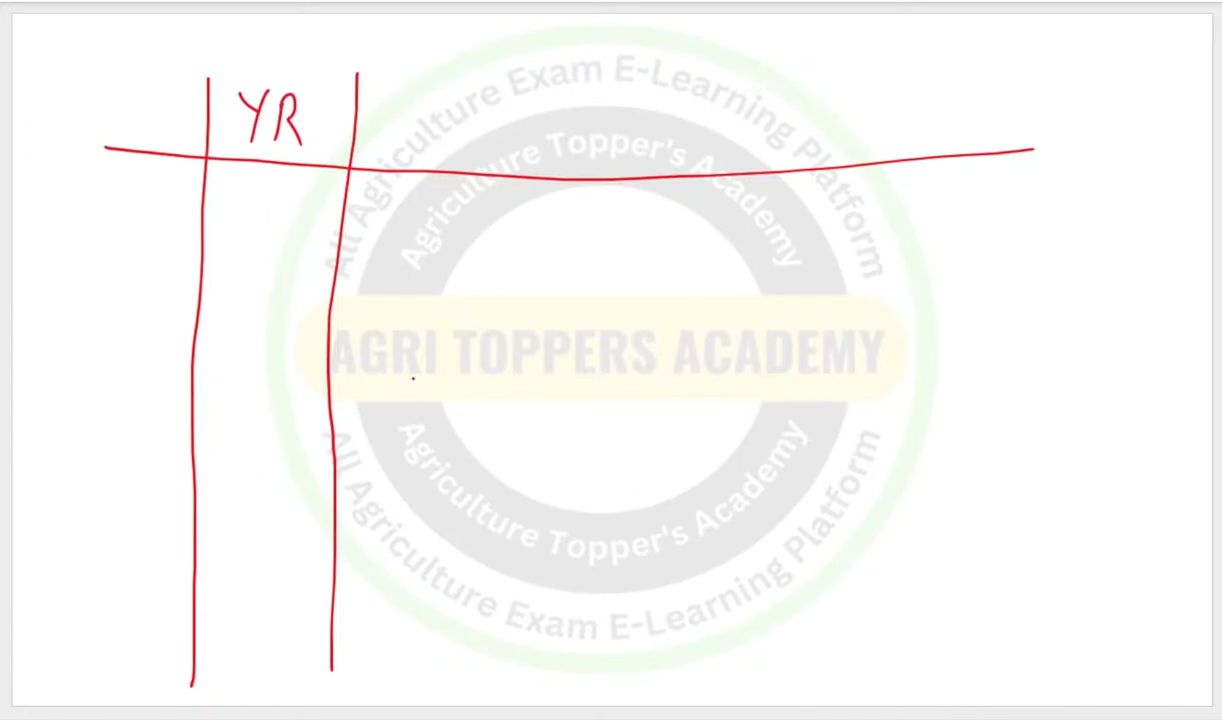 YR
All Agriculture Exam E-Learning Platform
Agriculture Topper's Academy
AGRI TOPPERS ACADEMY
Agriculture Topper's Academy
All Agriculture Exam E-Learning Platform